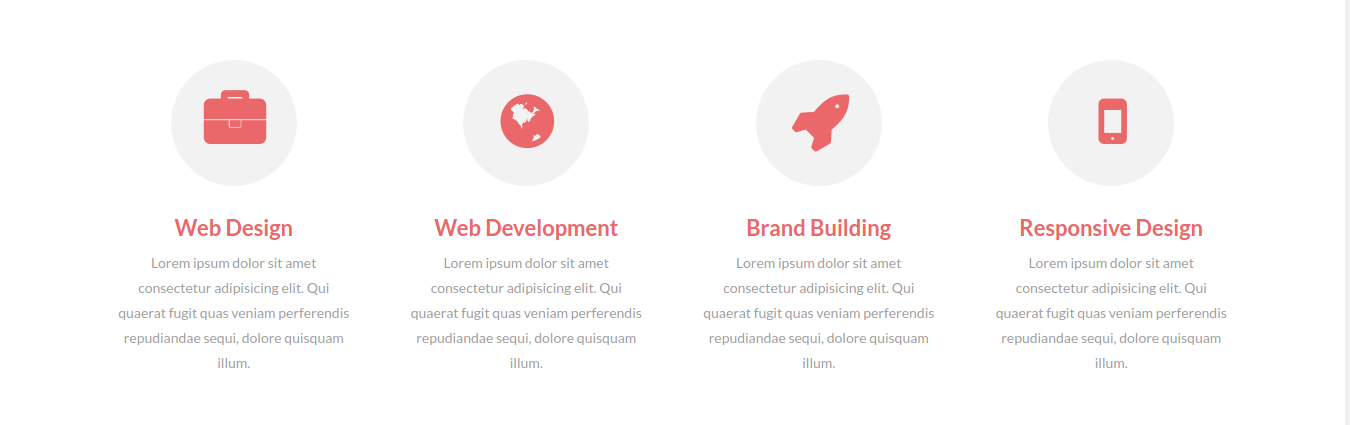 Web Design
Lorem ipsum dolor sit amet
consectetur adipisicing elit. Qui
quaerat fugit quas veniam perferendis
repudiandae sequi, dolore quisquam
illum.
Web Development
Lorem ipsum dolor sit amet
consectetur adipisicing elit. Qui
quaerat fugit quas veniam perferendis
repudiandae sequi, dolore quisquam
illum.
Brand Building
Lorem ipsum dolor sit amet
consectetur adipisicing elit. Qui
quaerat fugit quas veniam perferendis
repudiandae sequi, dolore quisquam
illum.
Responsive Design
Lorem ipsum dolor sit amet
consectetur adipisicing elit. Qui
quaerat fugit quas veniam perferendis
repudiandae sequi, dolore quisquam
illum.